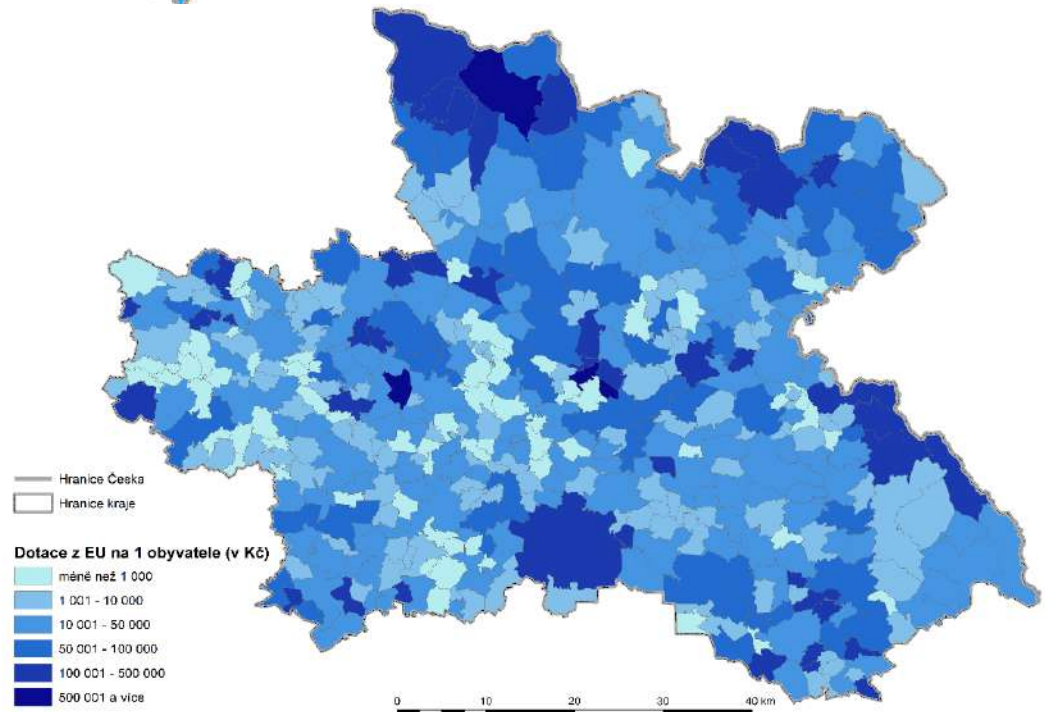 Hranice Česka
Hranice kraje
Dotace z EU na 1 obyvatele (v Kč)
méně než 1 000
1 001 - 10 000
10 001 - 50 000
50 001 - 100 000
100 001 - 500 000
500 001 a více
0 10 20 30 40 km